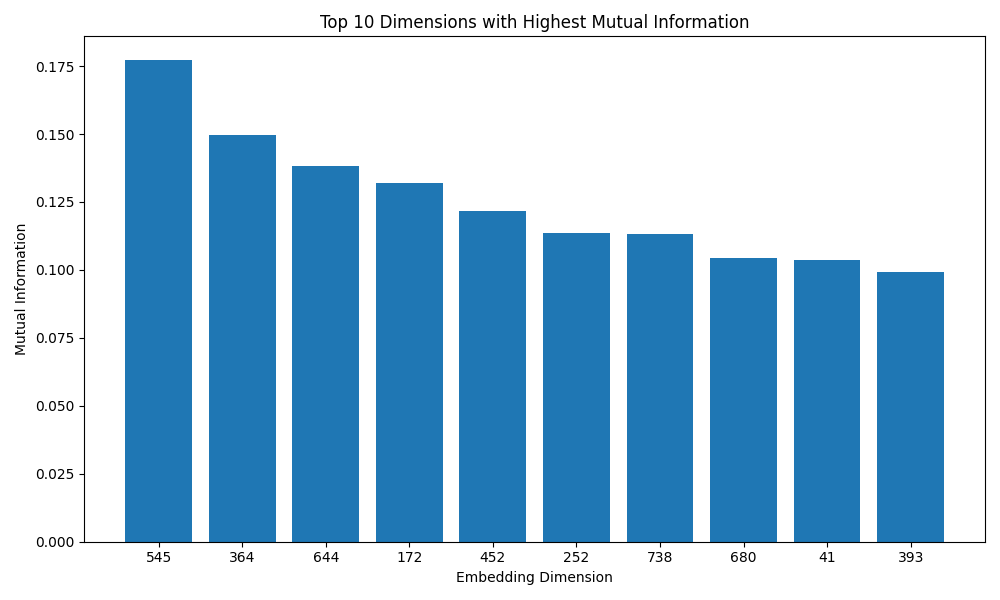 Top 10 Dimensions with Highest Mutual Information
0.175
0.150
0.125
0.100
0.075
0.050
0.025
0.000
Mutual Information
545 364 644 172 452 252 738 680 41 393
Embedding Dimension